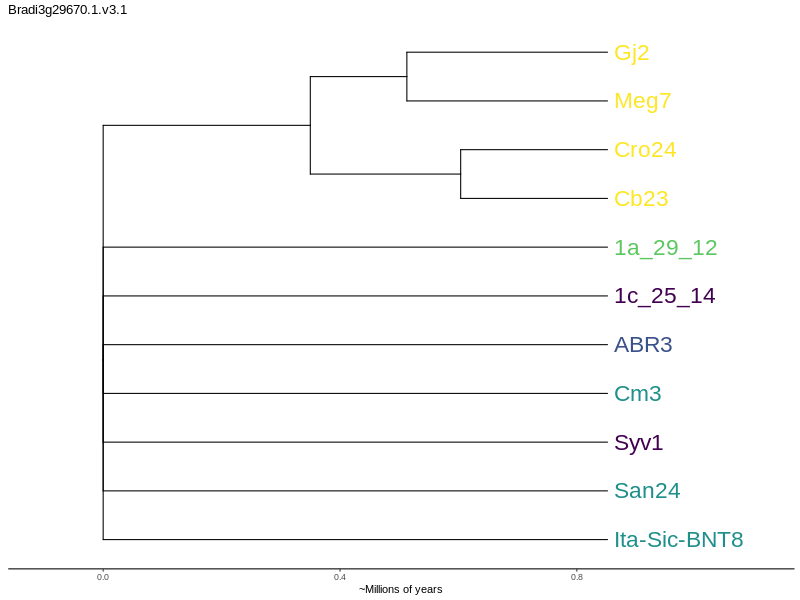 Bradi3g29670.1.v3.1
Gj2
Meg7
Cro24
Cb23
1a_29_12
1c_25_14
ABR3
Cm3
Syv1
San24
Ita-Sic-BNT8
0.0 0.4 0.8
~Millions of years